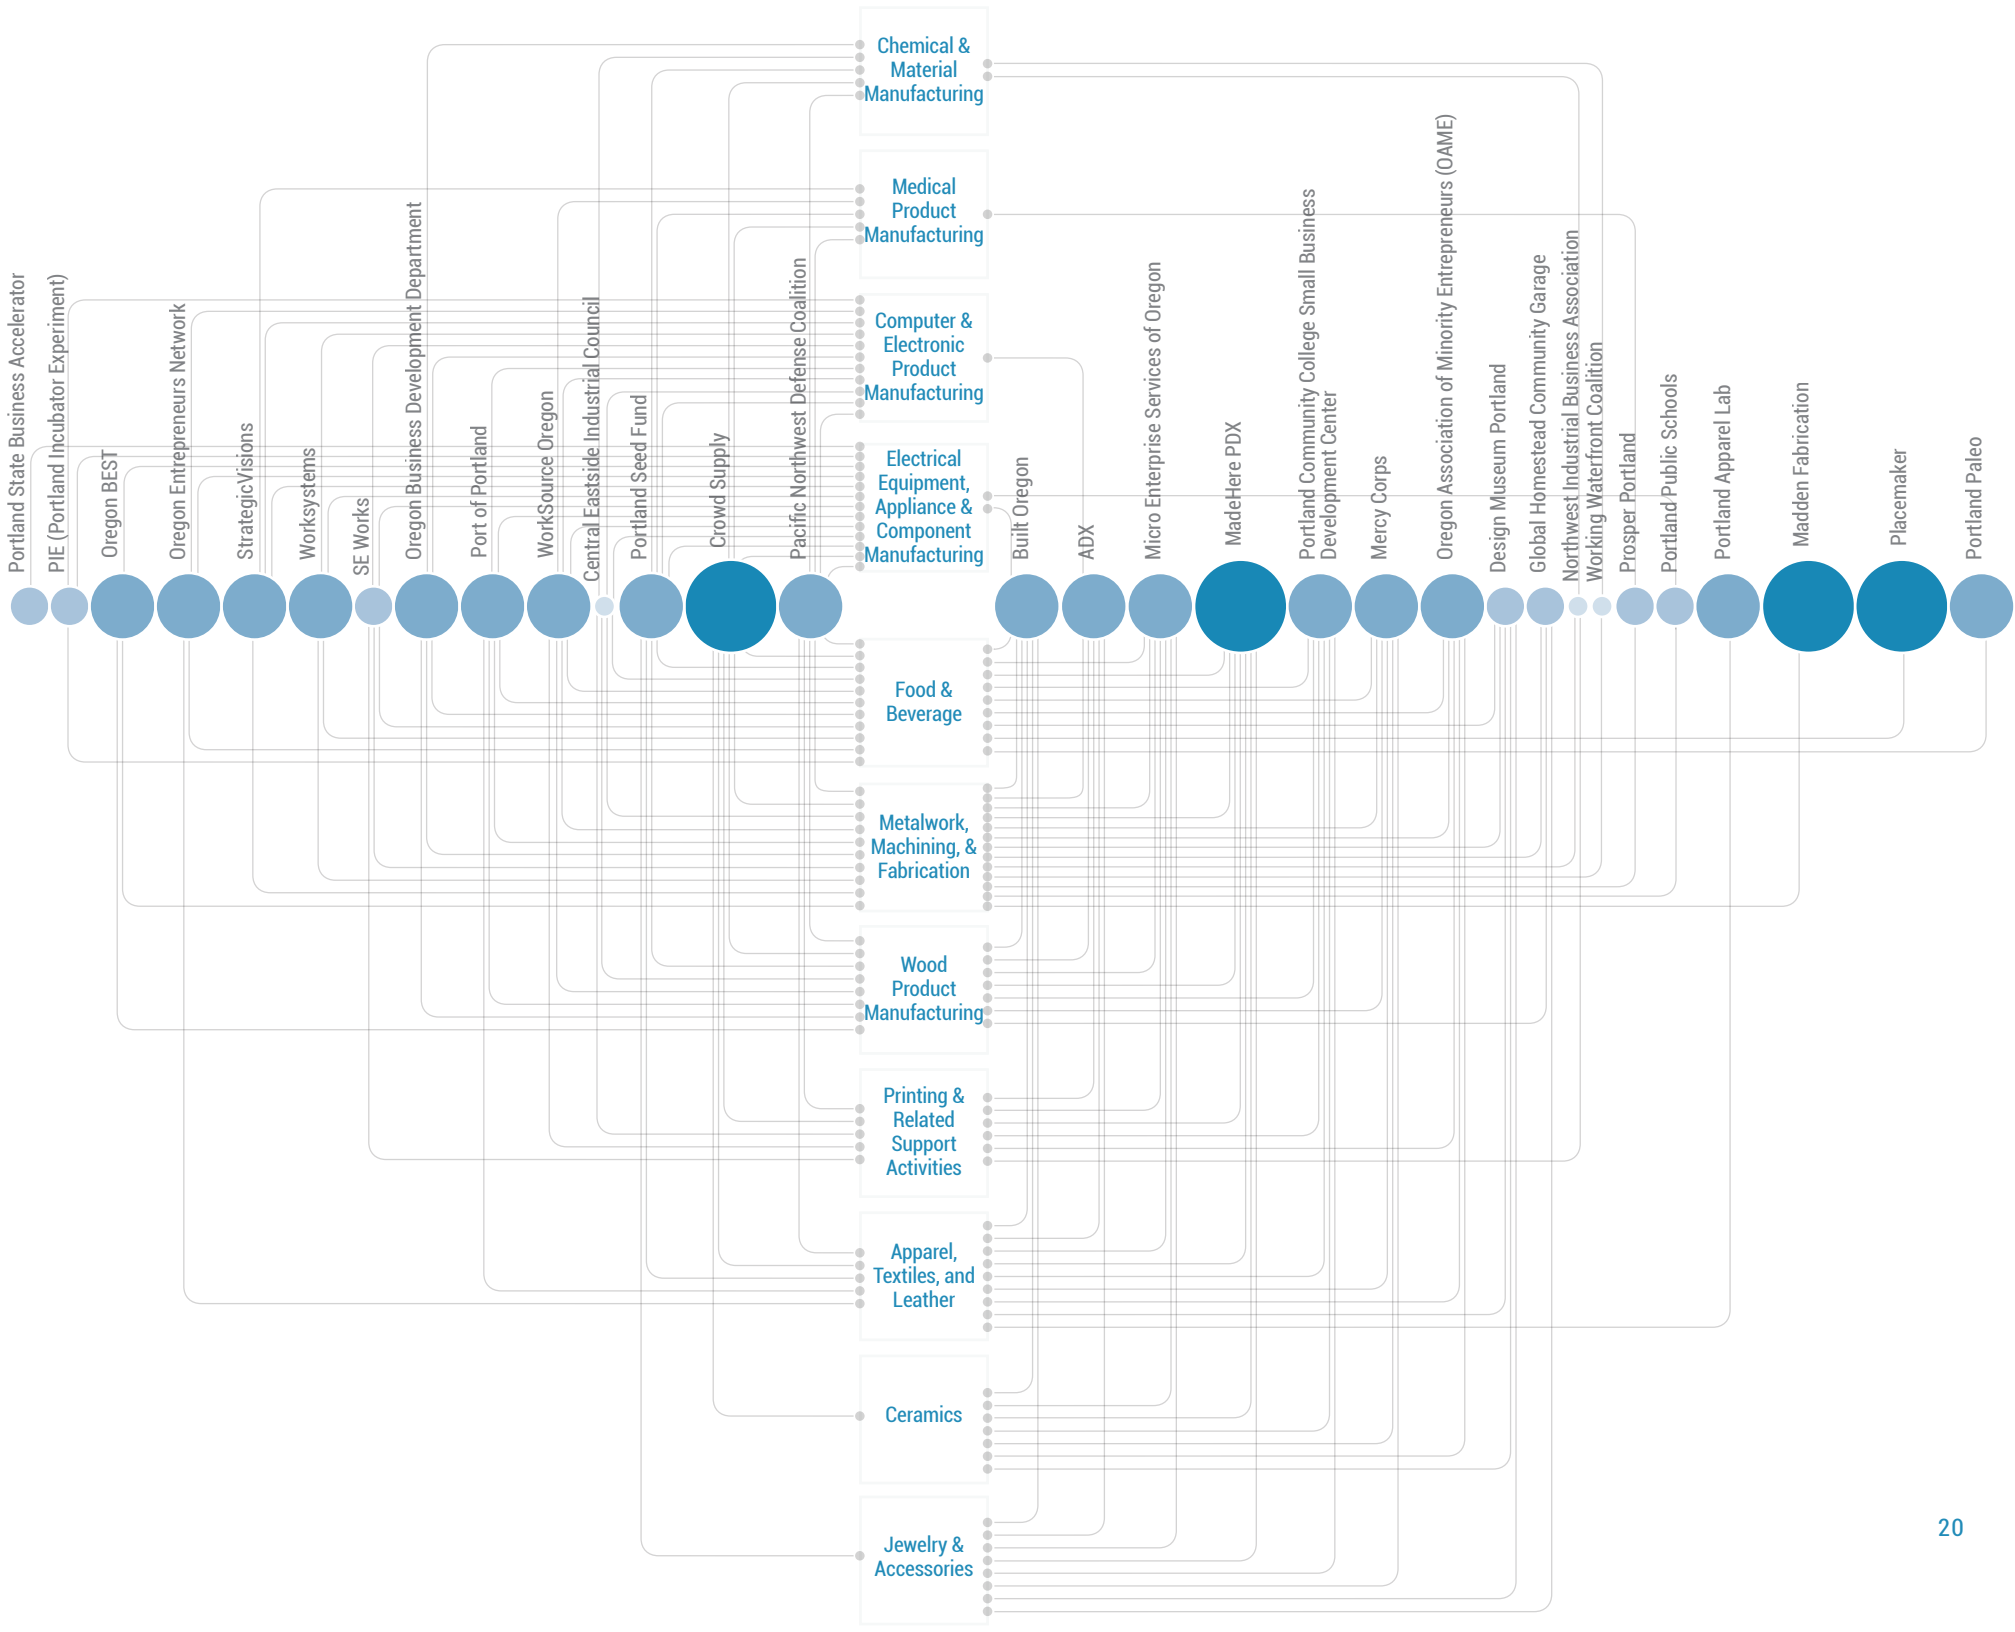 Chemical &
Material
Manufacturing
Medical
Product
Manufacturing
Computer &
Electronic
Product
Manufacturing
Electrical
Equipment,
Appliance &
Component
Manufacturing
Portland State Business Accelerator
PIE (Portland Incubator Experiment)
Oregon BEST
Oregon Entrepreneurs Network
StrategicVisions
Worksystems
SE Works
Oregon Business Development Department
Port of Portland
WorkSource Oregon
Central Eastside Industrial Council
Portland Seed Fund
Crowd Supply
Pacific Northwest Defense Coalition
Built Oregon
ADX
Micro Enterprise Services of Oregon
MadeHere PDX
Portland Community College Small Business
Development Center
Mercy Corps
Oregon Association of Minority Entrepreneurs (OAME)
Design Museum Portland
Global Homestead Community Garage
Northwest Industrial Business Association
Working Waterfront Coalition
Prosper Portland
Portland Public Schools
Portland Apparel Lab
Madden Fabrication
Placemaker
Portland Paleo
Food &
Beverage
Metalwork,
Machining, &
Fabrication
Wood
Product
Manufacturing
Printing &
Related
Support
Activities
Apparel,
Textiles, and
Leather
Ceramics
Jewelry &
Accessories
20